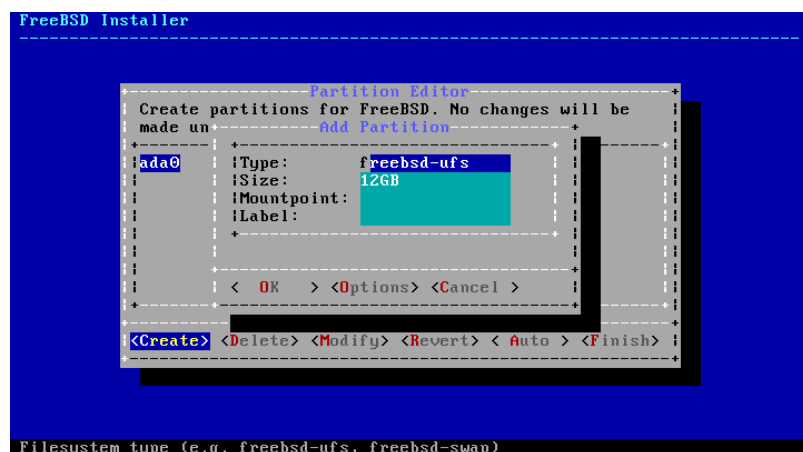 FreeBSD Installer
Partition Editor
Create partitions for FreeBSD. No changes will be
made un
Add Partition
ada0
Type: freebsd-ufs
Size: 12GB
Mountpoint:
Label:
< OK > <Options> <Cancel >
<Create> <Delete> <Modify> <Revert> < Auto > <Finish>
Filesystem type (e.g. freebsd-ufs, freebsd-swap)